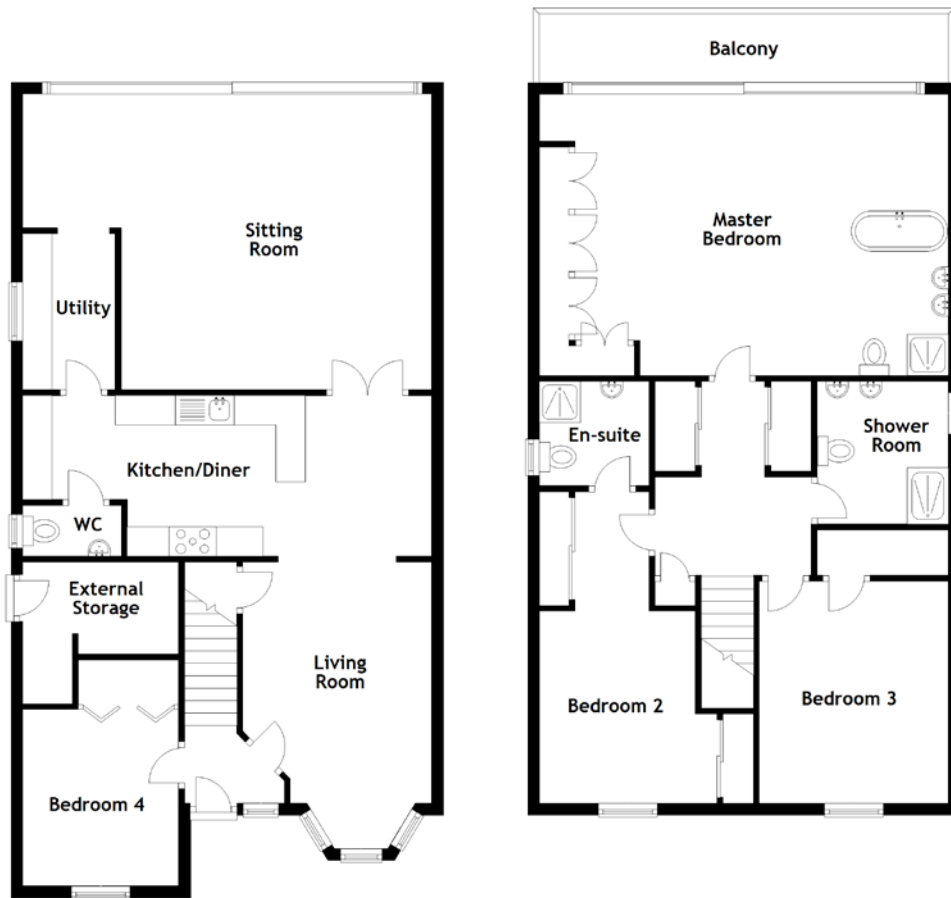 Balcony
Sitting
Room
Utility
Kitchen/Diner
WC
External
Storage
Living
Room
Bedroom 4
Master
Bedroom
En-suite
Shower
Room
Bedroom 2
Bedroom 3